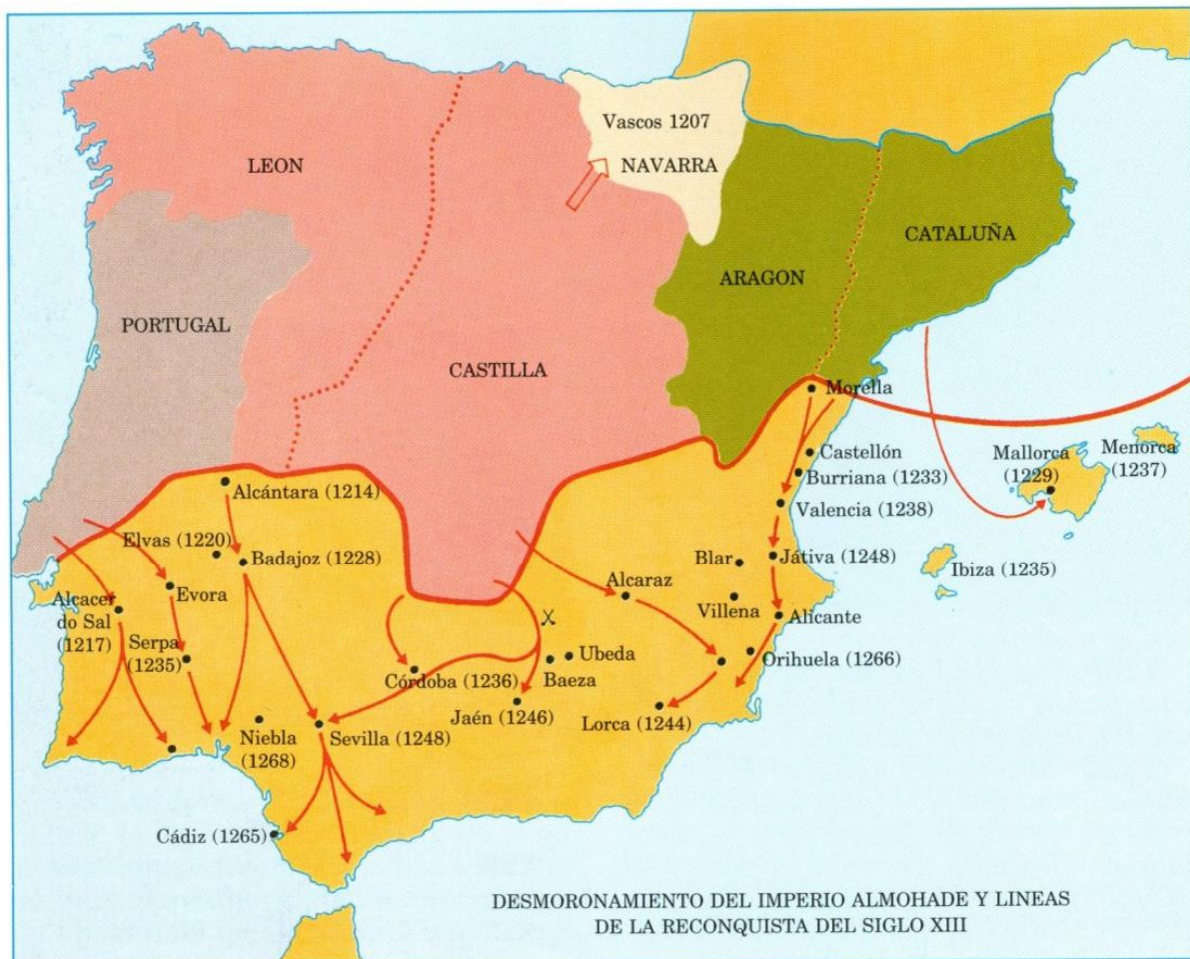 Vascos 1207
NAVARRA
LEON
CATALUÑA
ARAGON
PORTUGAL
CASTILLA
Morella
Castellón
Burriana (1233)
Valencia (1238)
Mallorca
(1229)
Menorca
(1237)
Alcántara (1214)
Elvas (1220)
Badajoz (1228)
Blar
Játiva (1248)
Ibiza (1235)
Evora
Alcaraz
Villena
Alicante
Alcacer
do Sal
(1217)
Serpa
(1235)
Ubeda
Baeza
Orihuela (1266)
Córdoba (1236)
Jaén (1246)
Lorca (1244)
Niebla
(1268)
Sevilla (1248)
Cádiz (1265)
DESMORONAMIENTO DEL IMPERIO ALMOHADE Y LINEAS
DE LA RECONQUISTA DEL SIGLO XIII